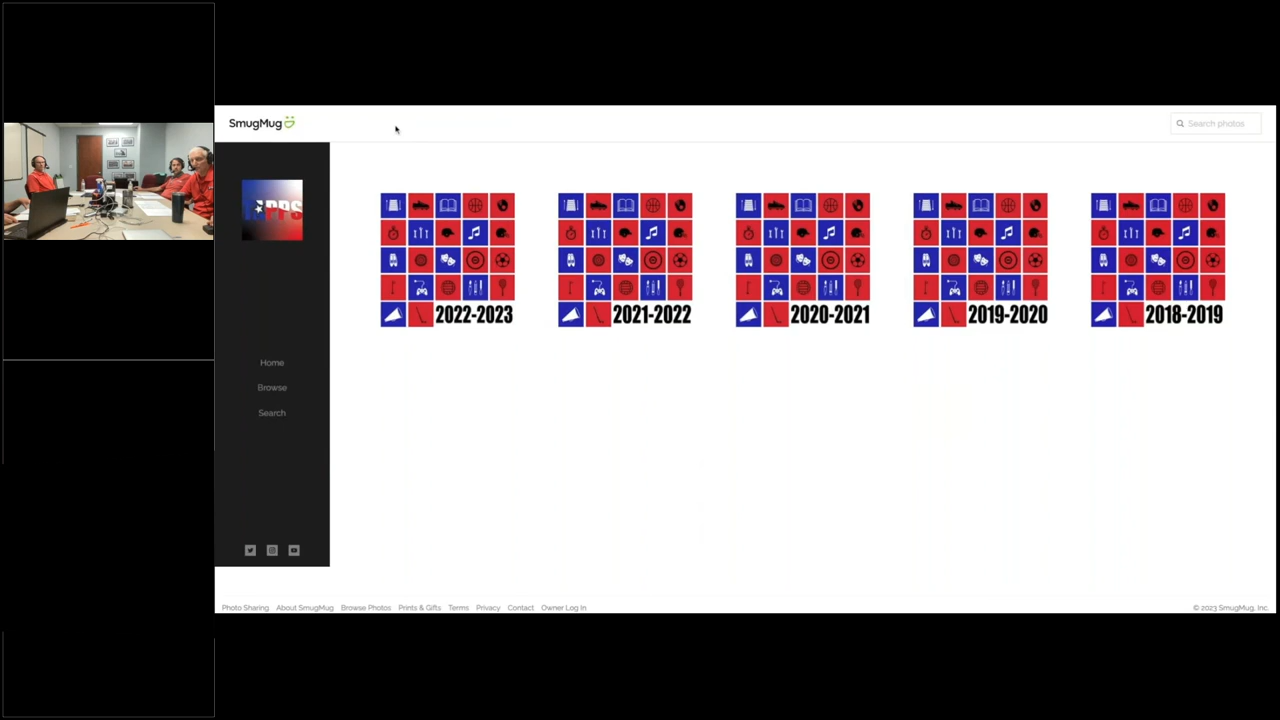 SmugMug
Search photos
TAPPS
2022-2023
2021-2022
2020-2021
2019-2020
2018-2019
Home
Browse
Search
Photo Sharing About SmugMug Browse Photos Prints & Gifts Terms Privacy Contact Owner Log In
© 2023 SmugMug, Inc.